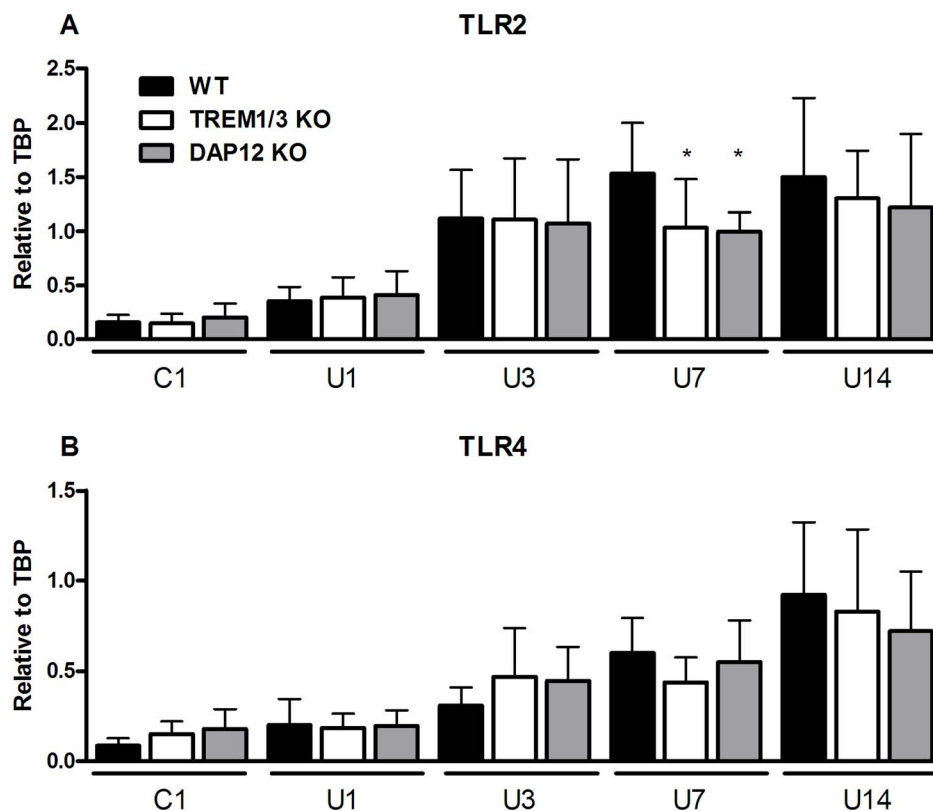 A
TLR2
WT
TREM1/3 KO
DAP12 KO
Relative to TBP
2.5
2.0
1.5
1.0
0.5
0.0
* *
C1 U1 U3 U7 U14
B
TLR4
Relative to TBP
1.5
1.0
0.5
0.0
C1 U1 U3 U7 U14